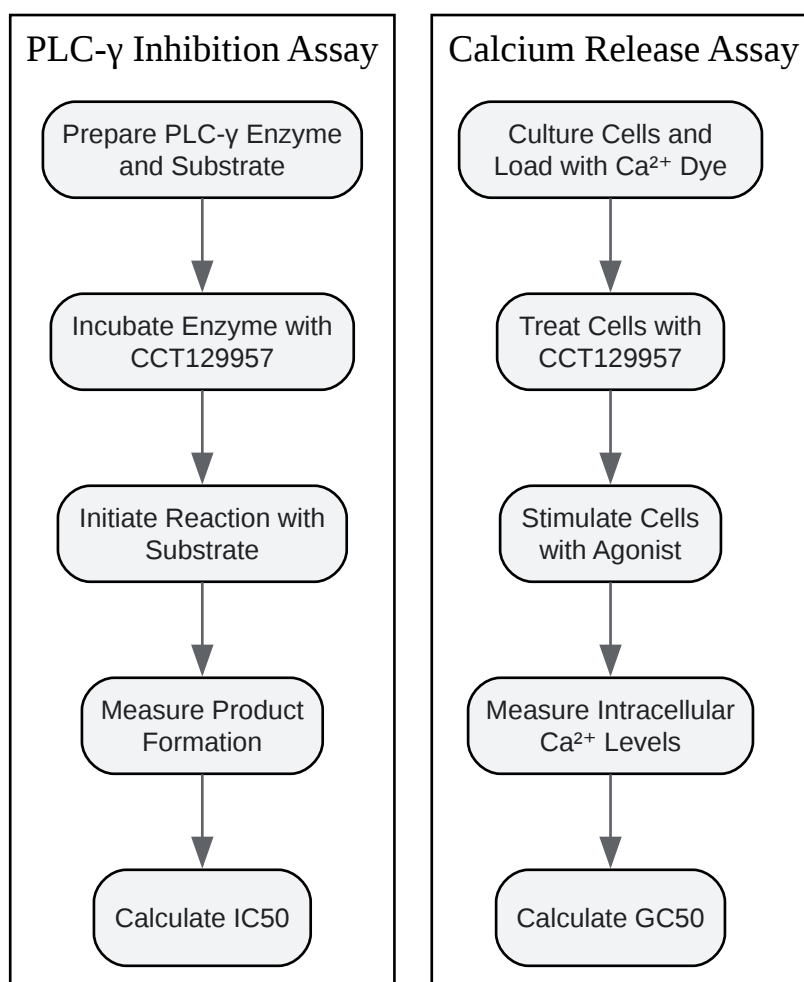 PLC-γ Inhibition Assay
Prepare PLC-γ Enzyme
and Substrate
Incubate Enzyme with
CCT129957
Initiate Reaction with
Substrate
Measure Product
Formation
Calculate IC50
Calcium Release Assay
Culture Cells and
Load with Ca²⁺ Dye
Treat Cells with
CCT129957
Stimulate Cells
with Agonist
Measure Intracellular
Ca²⁺ Levels
Calculate GC50